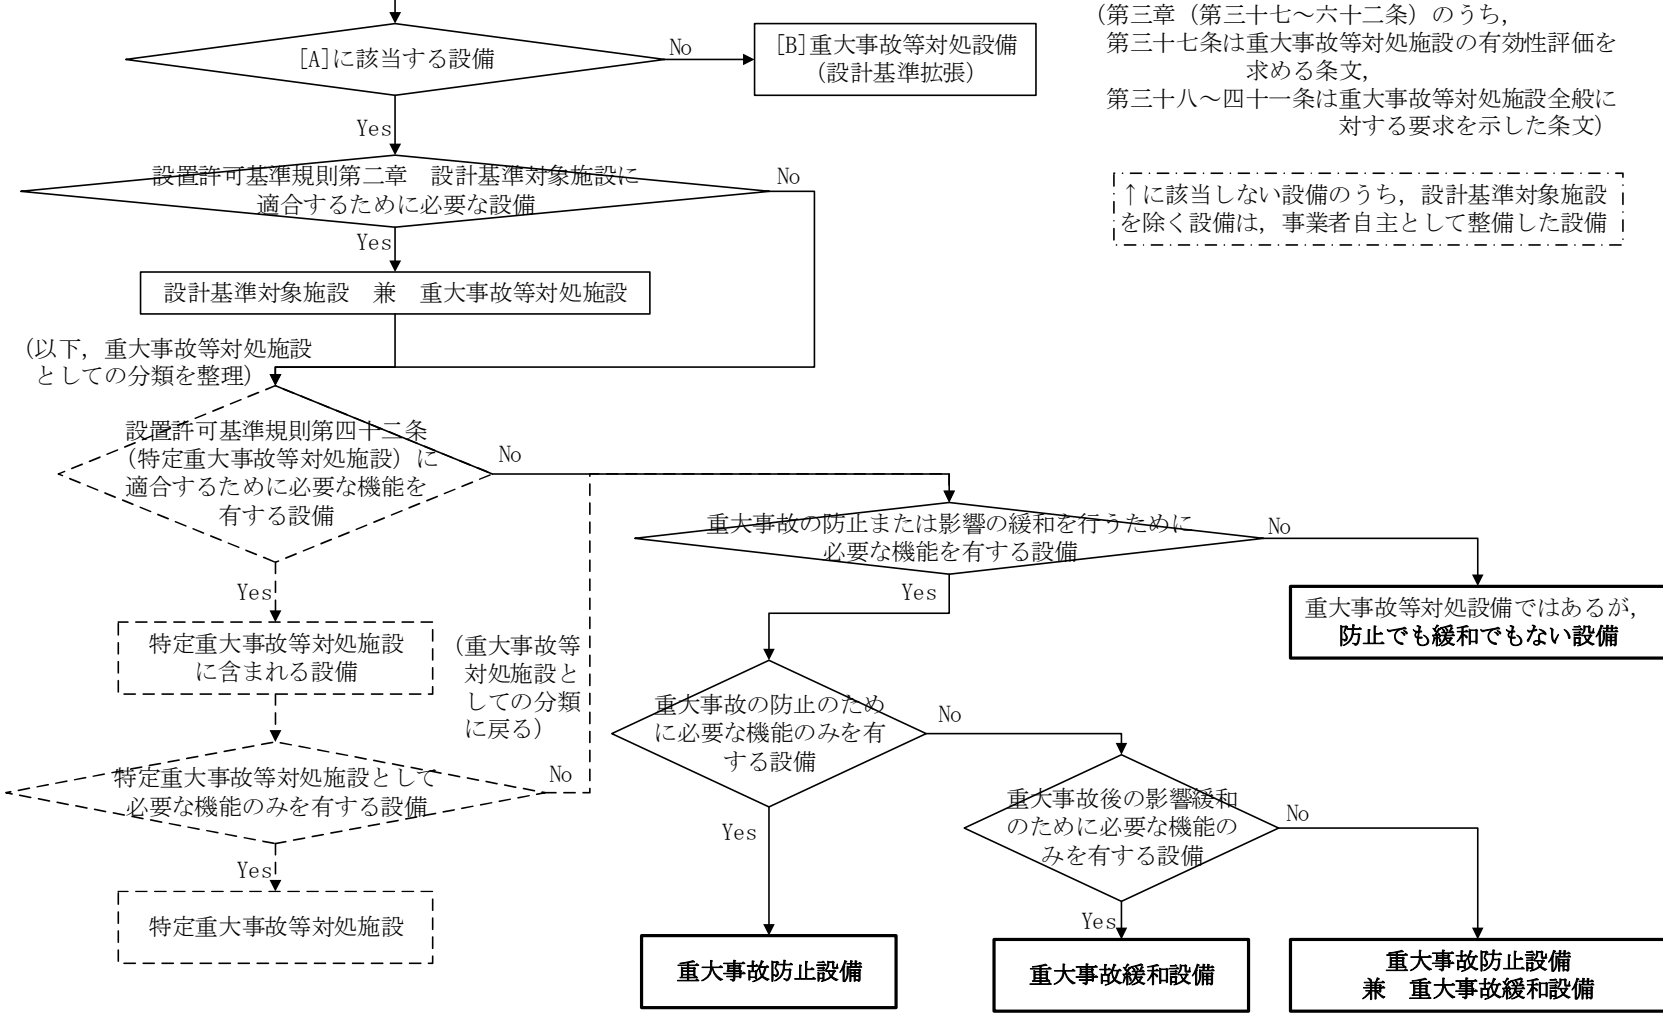 (第三章（第三十七～六十二条）のうち，
第三十七条は重大事故等対処施設の有効性評価を
求める条文，
第三十八～四十一条は重大事故等対処施設全般に
対する要求を示した条文）
[A]に該当する設備
No
[B]重大事故等対処設備
（設計基準拡張）
Yes
設置許可基準規則第二章　設計基準対象施設に
適合するために必要な設備
No
↑に該当しない設備のうち，設計基準対象施設
を除く設備は，事業者自主として整備した設備
Yes
設計基準対象施設　兼　重大事故等対処施設
（以下，重大事故等対処施設
としての分類を整理）
設置許可基準規則第四十二条
（特定重大事故等対処施設）に
適合するために必要な機能を
有する設備
No
重大事故の防止または影響の緩和を行うために
必要な機能を有する設備
No
Yes
Yes
重大事故等対処設備ではあるが，
防止でも緩和でもない設備
特定重大事故等対処施設
に含まれる設備
（重大事故等
対処施設と
しての分類
に戻る）
重大事故の防止のため
に必要な機能のみを有
する設備
No
特定重大事故等対処施設として
必要な機能のみを有する設備
No
重大事故後の影響緩和
のために必要な機能の
みを有する設備
No
Yes
Yes
Yes
特定重大事故等対処施設
重大事故防止設備
重大事故緩和設備
重大事故防止設備
兼　重大事故緩和設備